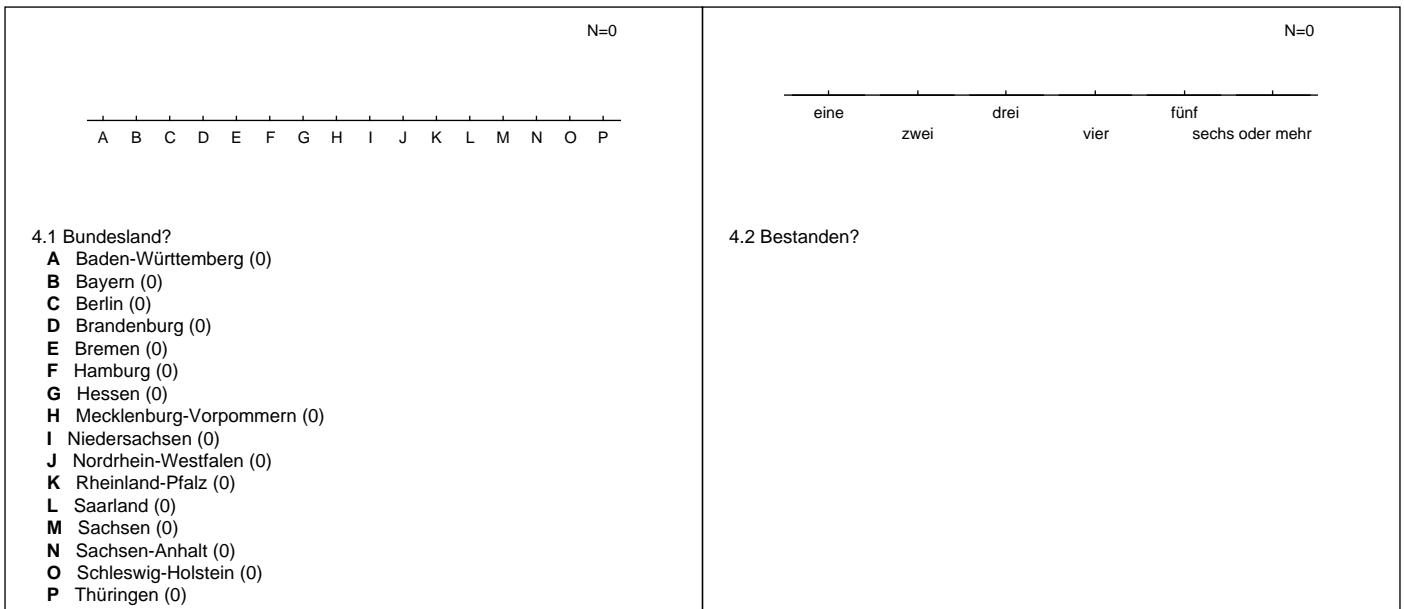 N=0
A B C D E F G H I J K L M N O P
4.1 Bundesland?
A Baden-Württemberg (0)
B Bayern (0)
C Berlin (0)
D Brandenburg (0)
E Bremen (0)
F Hamburg (0)
G Hessen (0)
H Mecklenburg-Vorpommern (0)
I Niedersachsen (0)
J Nordrhein-Westfalen (0)
K Rheinland-Pfalz (0)
L Saarland (0)
M Sachsen (0)
N Sachsen-Anhalt (0)
O Schleswig-Holstein (0)
P Thüringen (0)
N=0
eine drei fünf
zwei vier sechs oder mehr
4.2 Bestanden?